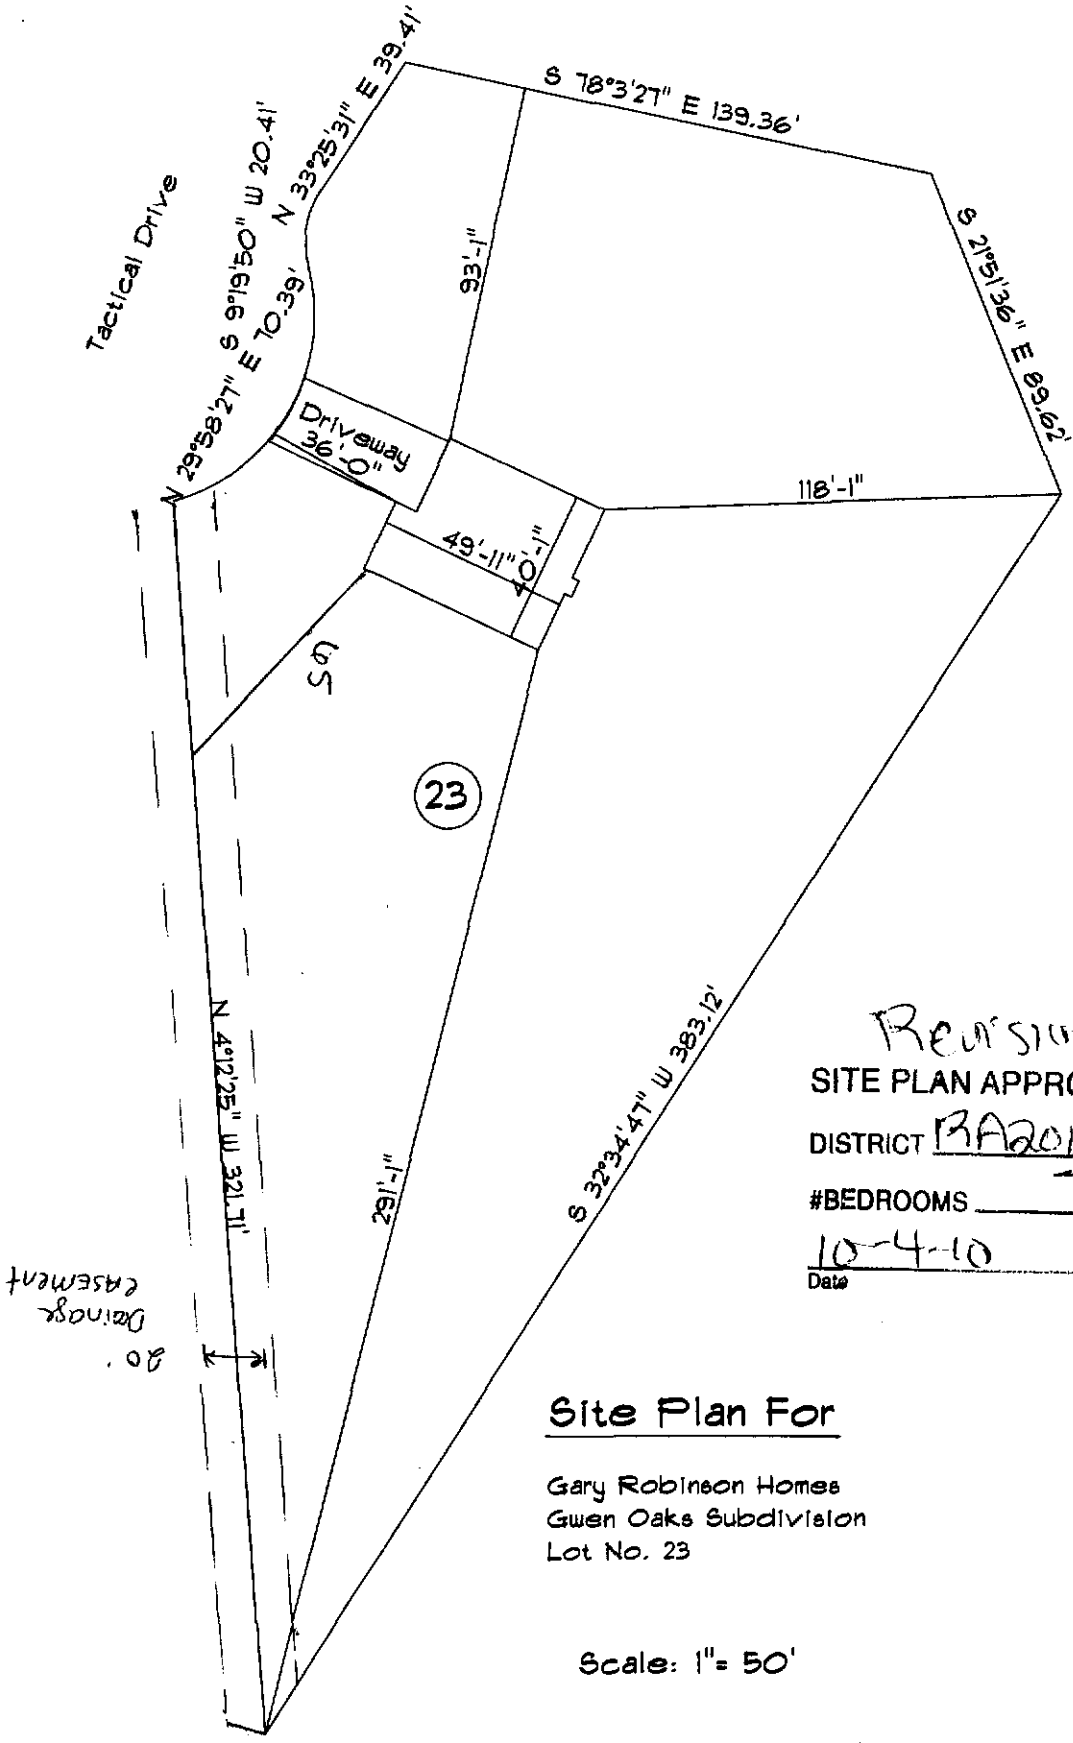 Tactical Drive
N 29°58'27" E 70.39'
S 9°19'50" W 20.41'
N 33°25'31" E 39.41'
S 78°3'27" E 139.36'
S 21°51'36" E 89.62'
93'-1"
Driveway
36'-0"
118'-1"
49'-11"
40'-1"
65
23
N 4°12'25" W 321.71'
291'-1"
S 32°34'47" W 383.12'
20'
Drainage
easement
SITE PLAN APPRO
DISTRICT RA20R
#BEDROOMS
10-4-10
Date
Site Plan For
Gary Robinson Homes
Gwen Oaks Subdivision
Lot No. 23
Scale: 1"= 50'